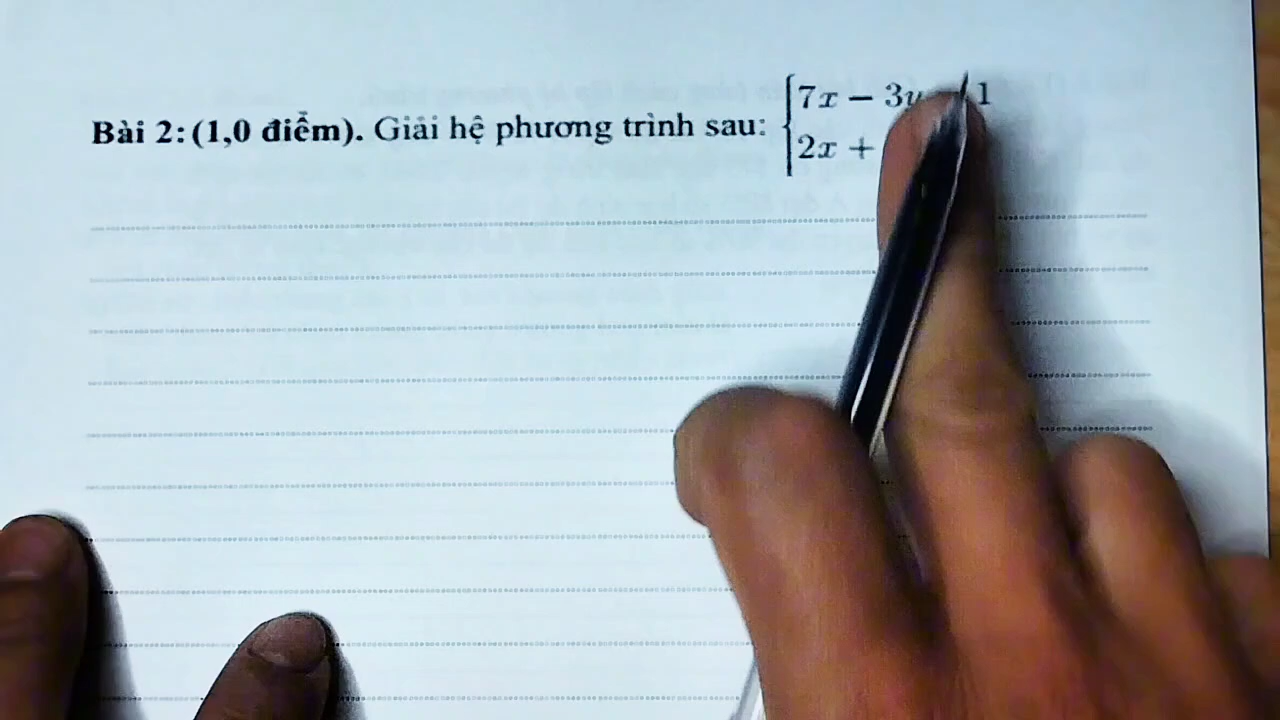 7x − 3y 1
Bài 2: (1,0 điểm). Giải hệ phương trình sau:
2x +